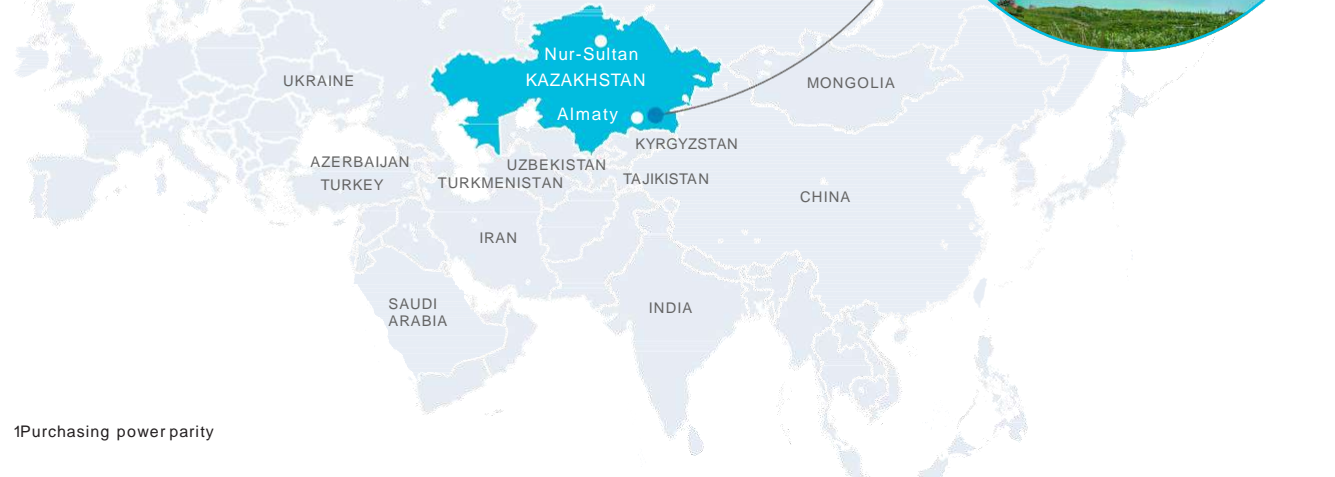 Nur-Sultan
UKRAINE
KAZAKHSTAN
MONGOLIA
Almaty
KYRGYZSTAN
AZERBAIJAN
UZBEKISTAN
TURKEY
TURKMENISTAN
TAJIKISTAN
CHINA
IRAN
SAUDI
ARABIA
INDIA
1Purchasing power parity